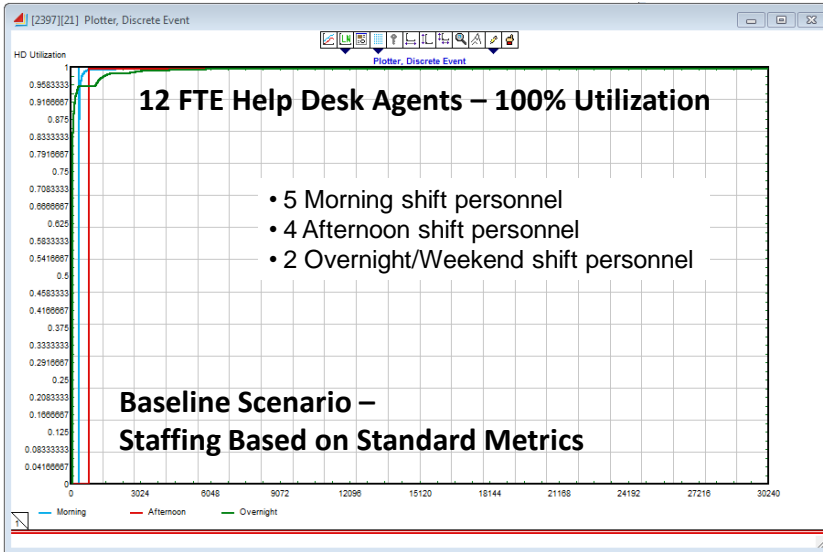 [2397][21] Plotter, Discrete Event
LN
Plotter, Discrete Event
HD Utilization
12 FTE Help Desk Agents – 100% Utilization
• 5 Morning shift personnel
• 4 Afternoon shift personnel
• 2 Overnight/Weekend shift personnel
Baseline Scenario –
Staffing Based on Standard Metrics
1
0.9583333
0.9166667
0.875
0.8333333
0.7916667
0.75
0.7083333
0.6666667
0.625
0.5833333
0.5416667
0.5
0.4583333
0.4166667
0.375
0.3333333
0.2916667
0.25
0.2083333
0.1666667
0.125
0.08333333
0.04166667
0
0 3024 6048 9072 12096 15120 18144 21168 24192 27216 30240
Morning Afternoon Overnight
1